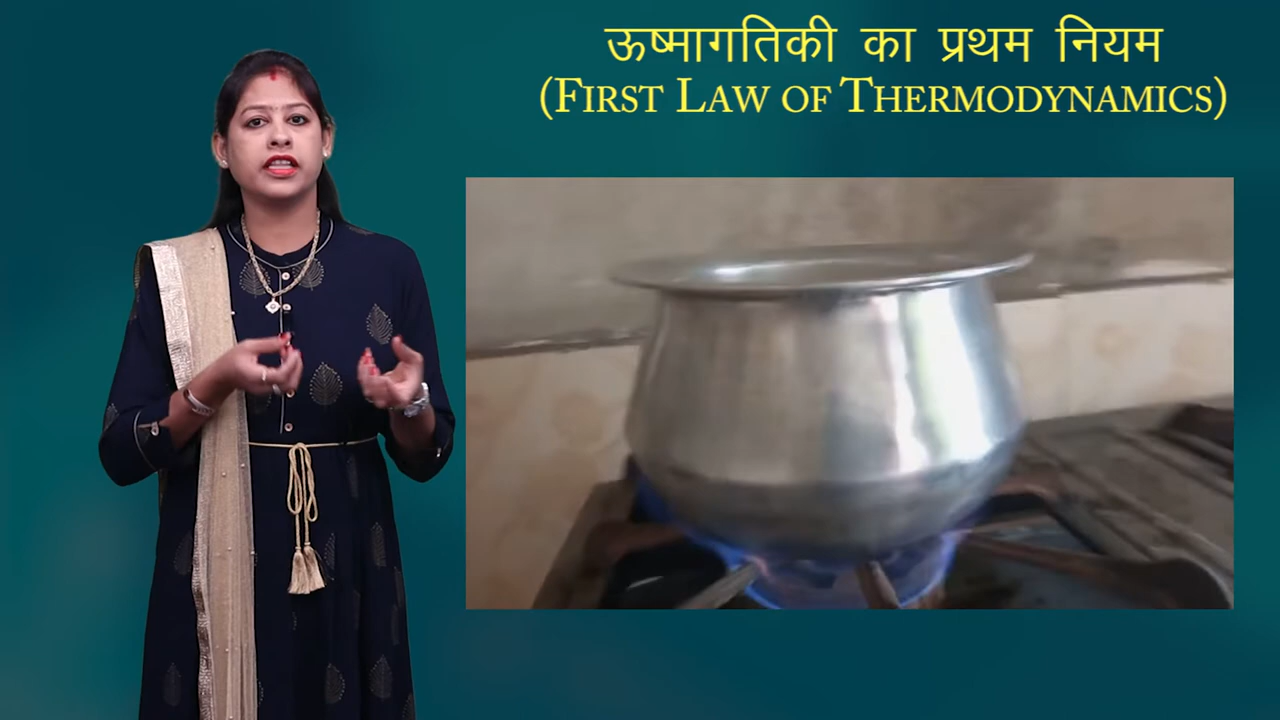 ऊष्मागतिकी का प्रथम नियम
(First Law of Thermodynamics)